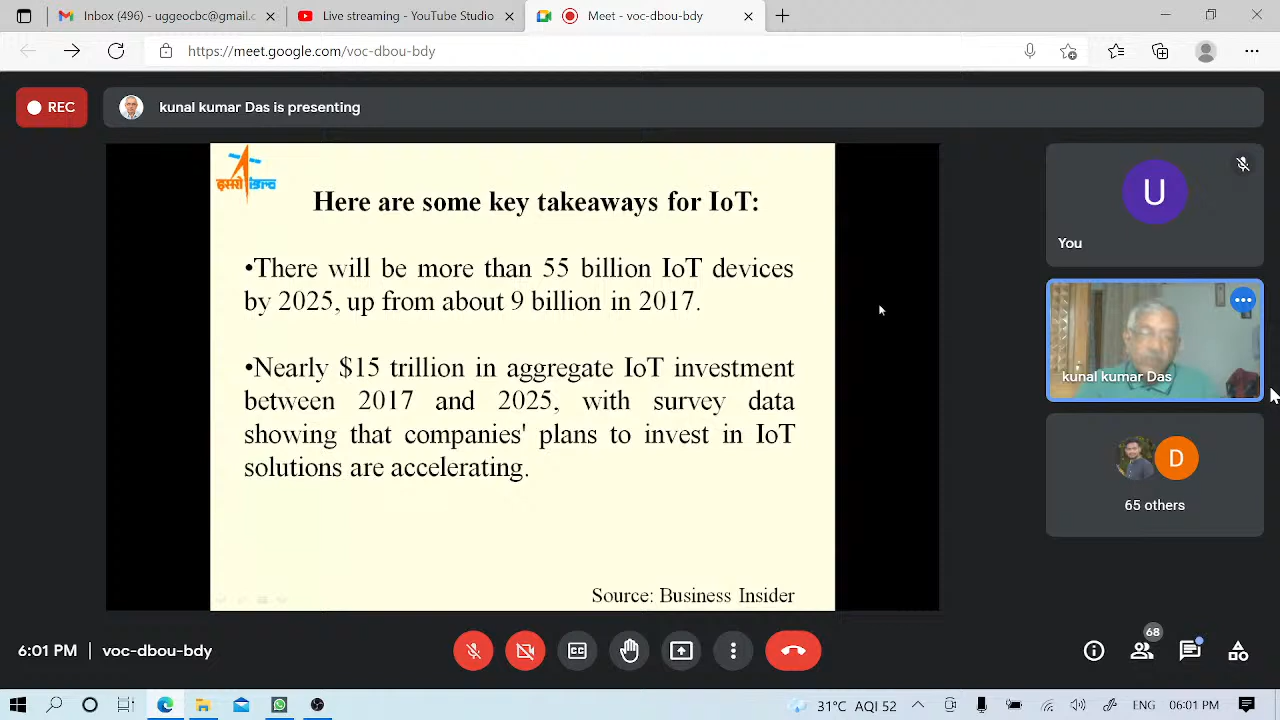 Inbox (496) - uggobc@gmail.c
Live Streaming - YouTube Studio
Meet - voc-dbou-bdy
https://meet.google.com/voc-dbou-bdy
REC
kunal kumar Das is presenting
इसरो isro
Here are some key takeaways for IoT:
•There will be more than 55 billion IoT devices
by 2025, up from about 9 billion in 2017.
•Nearly $15 trillion in aggregate IoT investment
between 2017 and 2025, with survey data
showing that companies' plans to invest in IoT
solutions are accelerating.
Source: Business Insider
U
You
kunal kumar Das
D
65 others
6:01 PM | voc-dbou-bdy
CC
68
31°C AQI 52
ENG
06:01 PM